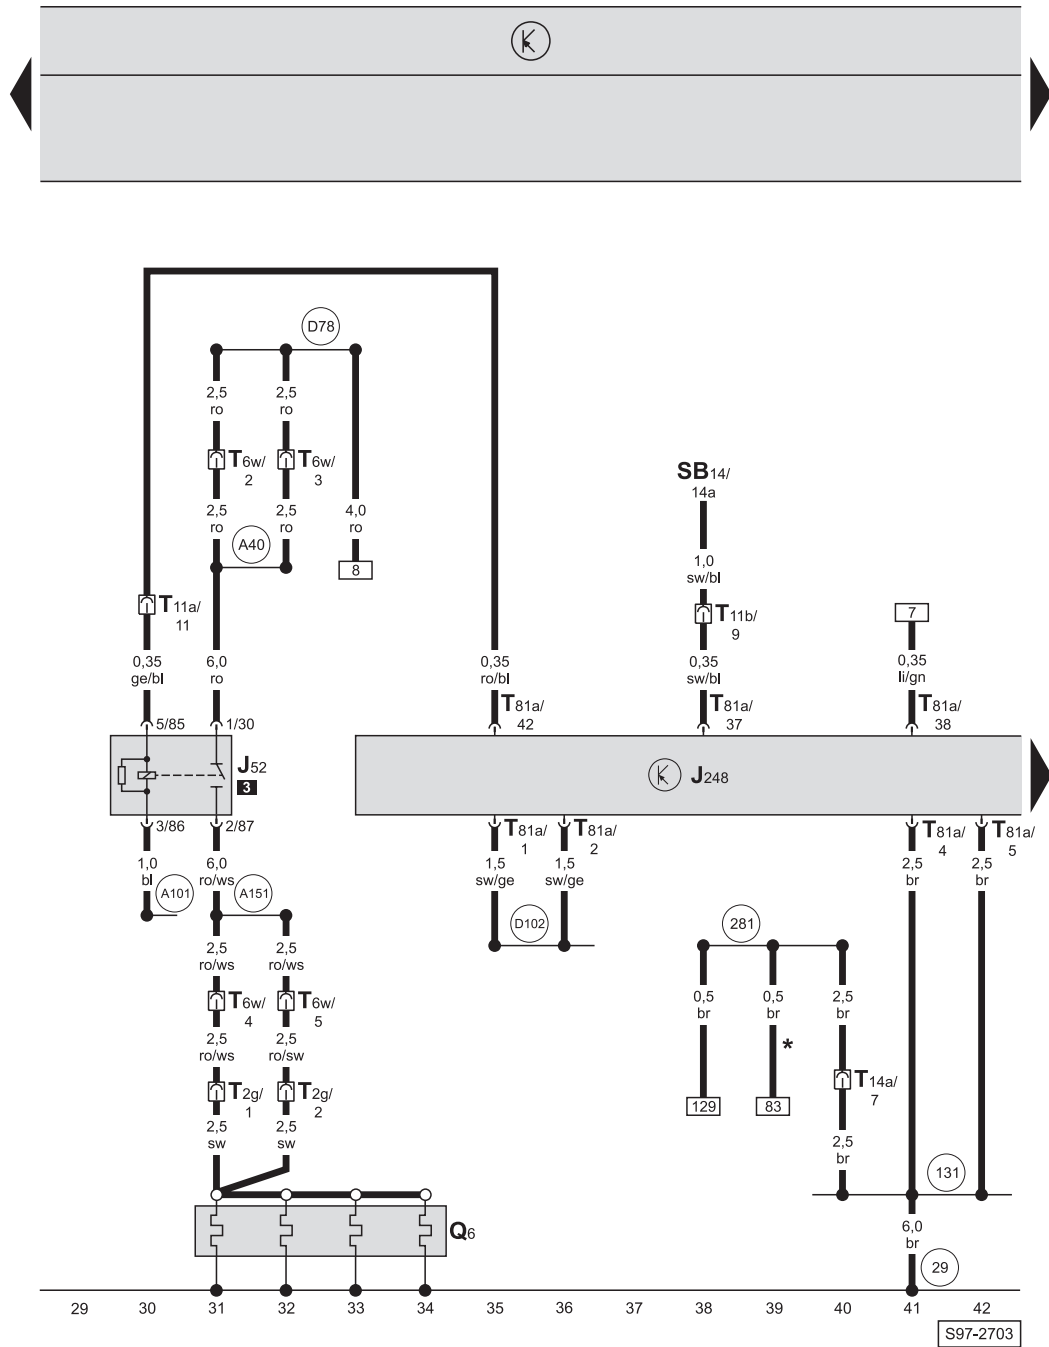 D78
2,5 2,5
ro ro
T6w/ T6w/ SB14/
2 3 14a
2,5 2,5 4,0
ro ro ro
A40
8
1,0
sw/bl
T11a/ T11b/ 7
11 9
0,35 6,0 0,35 0,35 0,35
ge/bl ro ro/bl sw/bl li/gn
T81a/ T81a/ T81a/
5/85 1/30 42 37 38
J52 J248
3
3/86 2/87 T81a/ T81a/ T81a/ T81a/
1 2 4 5
1,0 6,0 1,5 1,5 2,5 2,5
bl ro/ws sw/ge sw/ge br br
A101 A151
D102 281
2,5 2,5
ro/ws ro/ws
0,5 0,5 2,5
br br br
T6w/ T6w/
4 5
2,5 2,5 *
ro/ws ro/sw
T2g/ T2g/ T14a/
1 2 129 83 7
2,5 2,5
sw sw
2,5
br
131
Q6 6,0
br
29
29 30 31 32 33 34 35 36 37 38 39 40 41 42
S97-2703